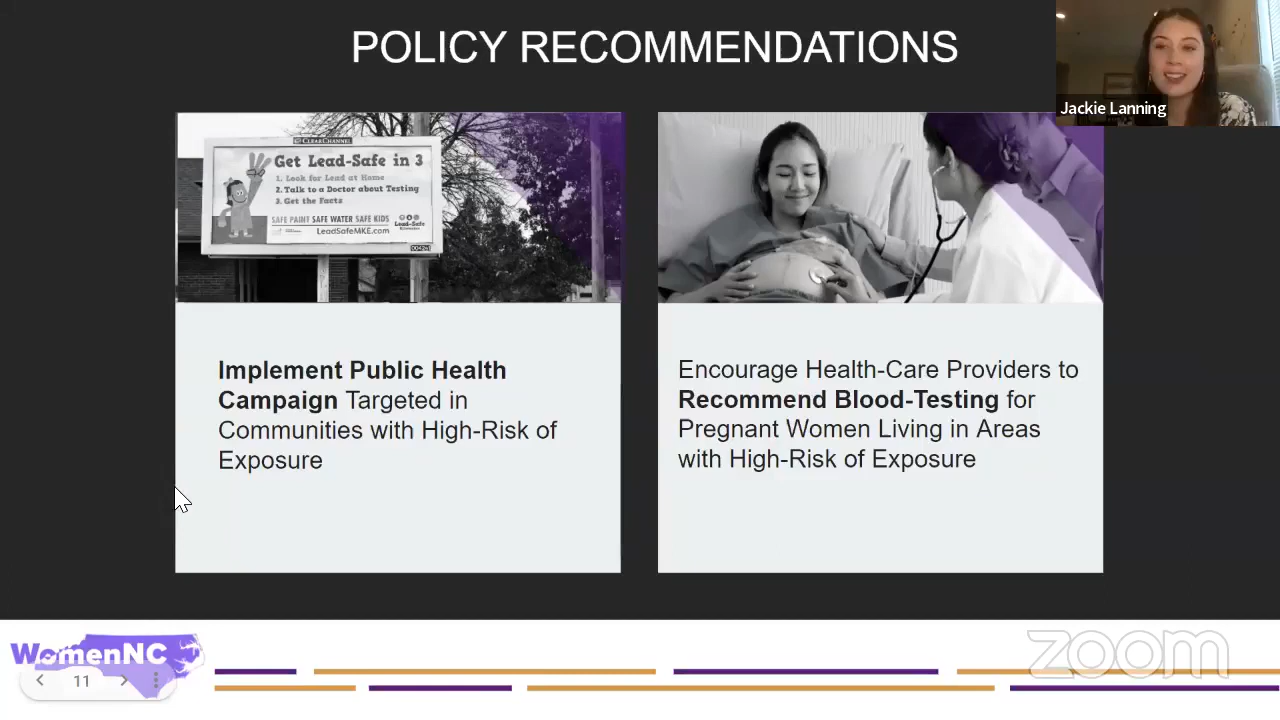 POLICY RECOMMENDATIONS
Jackie Lanning
CLEARCHANNEL
Get Lead-Safe in 3
1. Look for Lead at Home
2. Talk to a Doctor about Testing
3. Get the Facts
SAFE PAINT SAFE WATER SAFE KIDS
LeadSafeMKE.com
Lead-Safe
Implement Public Health
Campaign Targeted in
Communities with High-Risk of
Exposure
Encourage Health-Care Providers to
Recommend Blood-Testing for
Pregnant Women Living in Areas
with High-Risk of Exposure
WomenNC
11
zoom